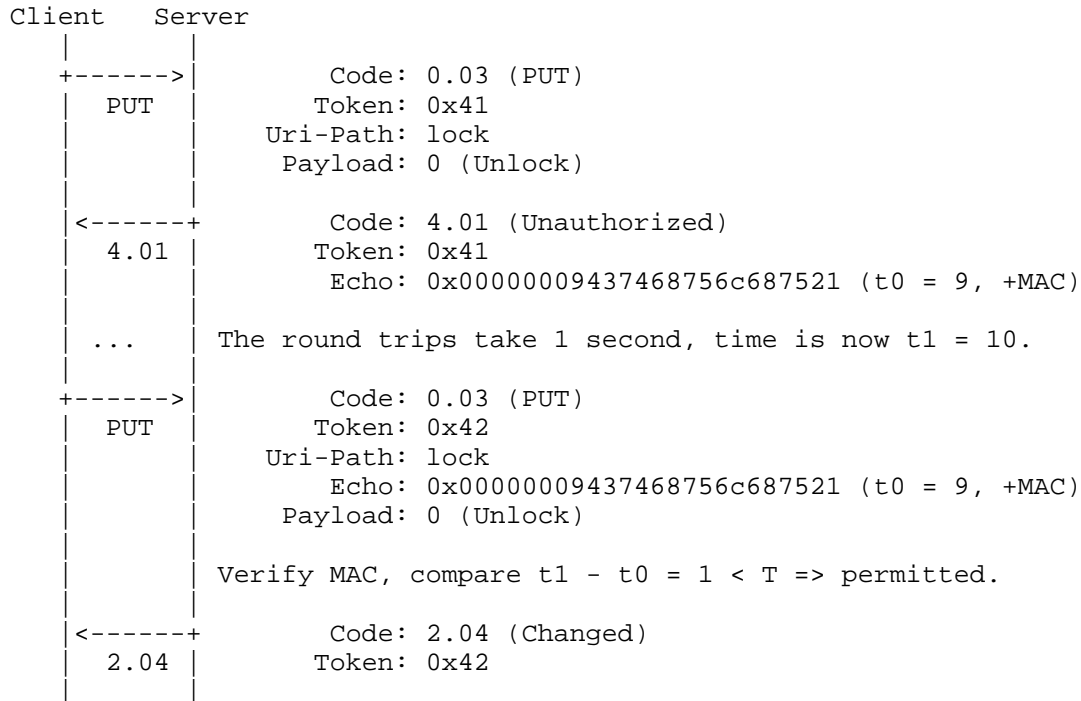 Client Server
PUT Code: 0.03 (PUT)
Token: 0x41
Uri-Path: lock
Payload: 0 (Unlock)
4.01 Code: 4.01 (Unauthorized)
Token: 0x41
Echo: 0x00000009437468756c687521 (t0 = 9, +MAC)
... The round trips take 1 second, time is now t1 = 10.
Code: 0.03 (PUT)
PUT Token: 0x42
Uri-Path: lock
Echo: 0x00000009437468756c687521 (t0 = 9, +MAC)
Payload: 0 (Unlock)
Verify MAC, compare t1 - t0 = 1 < T => permitted.
Code: 2.04 (Changed)
2.04 Token: 0x42